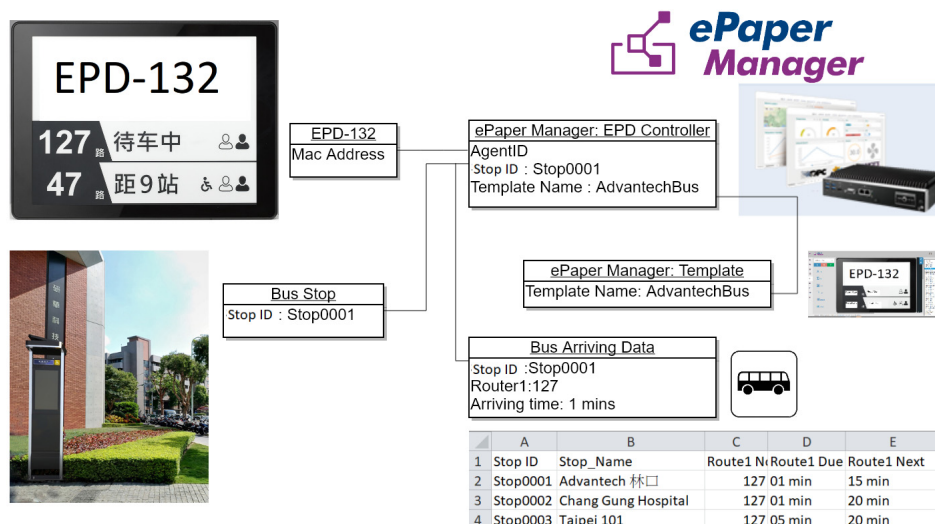 ePaper
Manager
EPD-132
127 路 待车中
47 路 距9站
EPD-132
Mac Address
ePaper Manager: EPD Controller
AgentID
Stop ID : Stop0001
Template Name : AdvantechBus
ePaper Manager: Template
Template Name: AdvantechBus
EPD-132
Bus Stop
Stop ID : Stop0001
Bus Arriving Data
Stop ID :Stop0001
Router1:127
Arriving time: 1 mins
A B C D E
1 Stop ID Stop_Name Route1 N Route1 Due Route1 Next
2 Stop0001 Advantech 林口 127 01 min 15 min
3 Stop0002 Chang Gung Hospital 127 01 min 20 min
4 Stop0003 Taipei 101 127 05 min 20 min